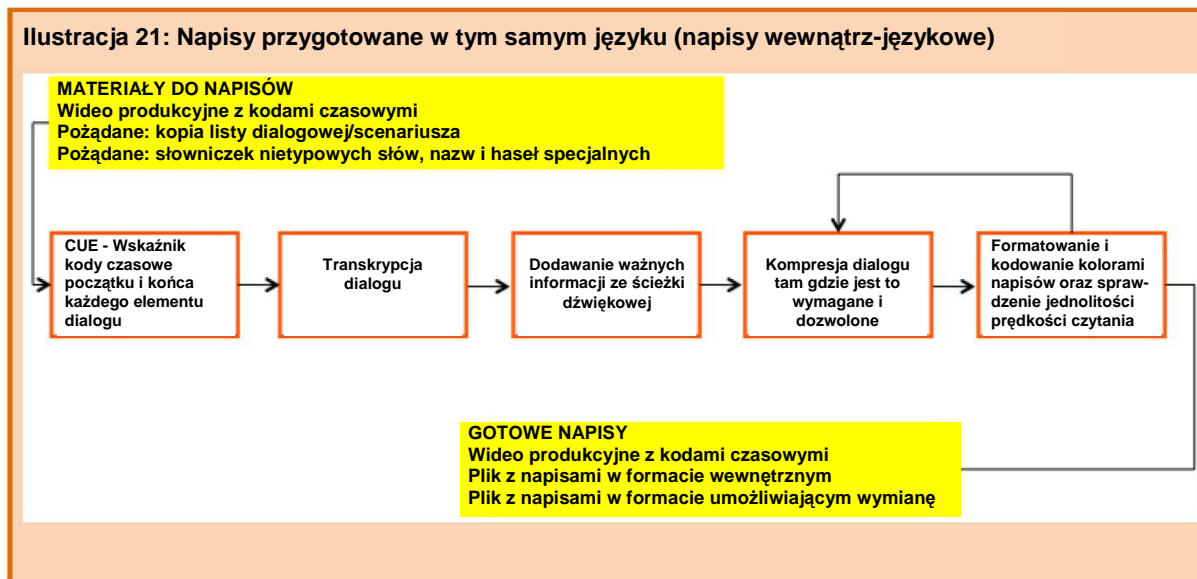 Ilustracja 21: Napisy przygotowane w tym samym języku (napisy wewnątrz-językowe)
MATERIAŁY DO NAPISÓW
Wideo produkcyjne z kodami czasowymi
Pożądane: kopia listy dialogowej/scenariusza
Pożądane: słowniczek nietypowych słów, nazw i haseł specjalnych
CUE - Wskaźnik
kody czasowe
początku i końca
każdego elementu
dialogu
Transkrypcja
dialogu
Dodawanie ważnych
informacji ze ścieżki
dźwiękowej
Kompresja dialogu
tam gdzie jest to
wymagane i
dozwolone
Formatowanie i
kodowanie kolorami
napisów oraz spraw-
dzenie jednolitości
prędkości czytania
GOTOWE NAPISY
Wideo produkcyjne z kodami czasowymi
Plik z napisami w formacie wewnętrznym
Plik z napisami w formacie umożliwiającym wymianę